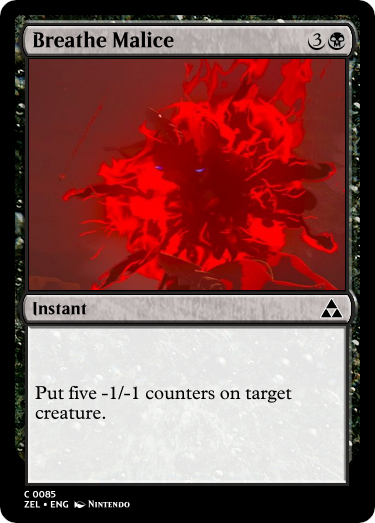 Breathe Malice 3
Instant
Put five -1/-1 counters on target
creature.
C 0085
ZEL • ENG Nintendo